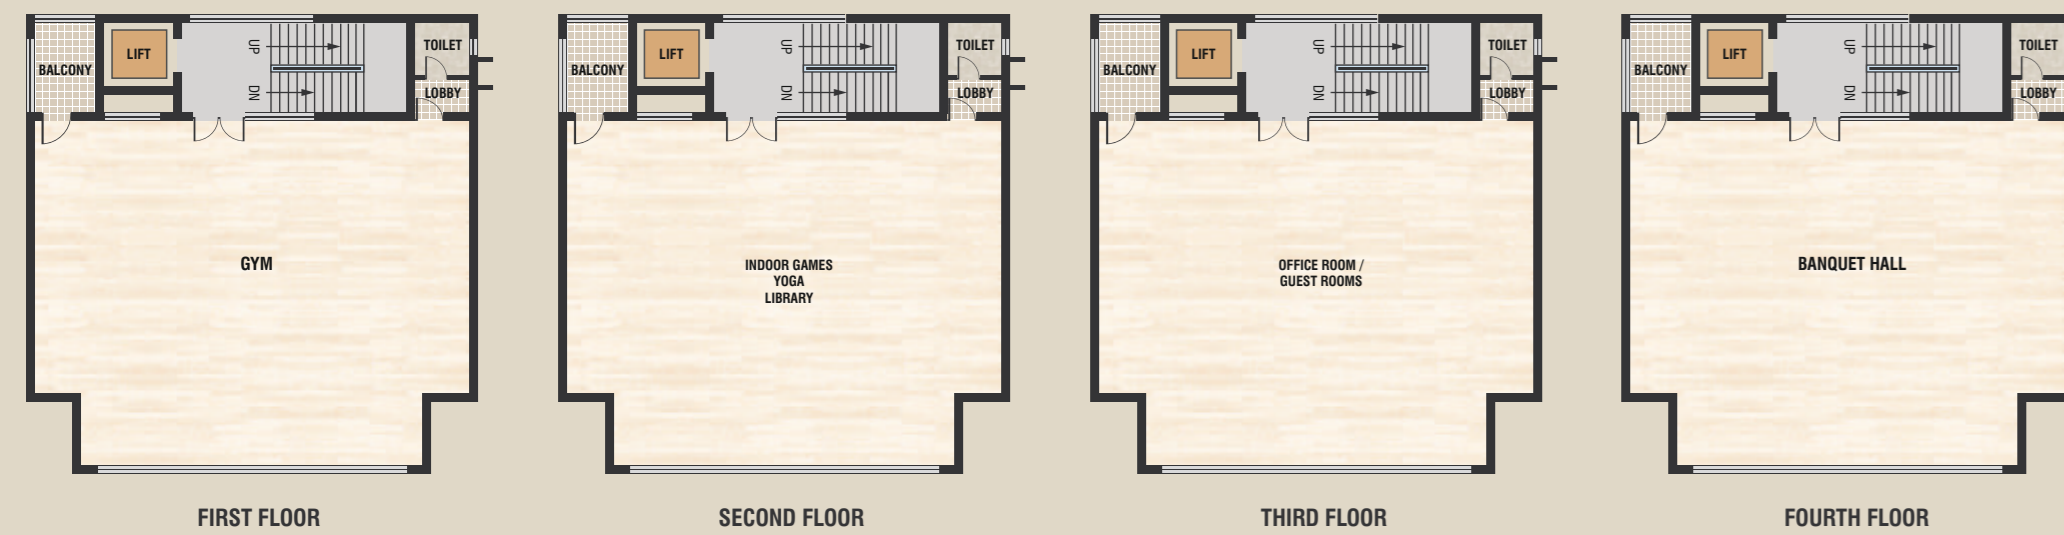 LIFT
UP
TOILET
BALCONY
DN
LOBBY
GYM
FIRST FLOOR
LIFT
UP
TOILET
BALCONY
DN
LOBBY
INDOOR GAMES
YOGA
LIBRARY
SECOND FLOOR
LIFT
UP
TOILET
BALCONY
DN
LOBBY
OFFICE ROOM /
GUEST ROOMS
THIRD FLOOR
LIFT
UP
TOILET
BALCONY
DN
LOBBY
BANQUET HALL
FOURTH FLOOR